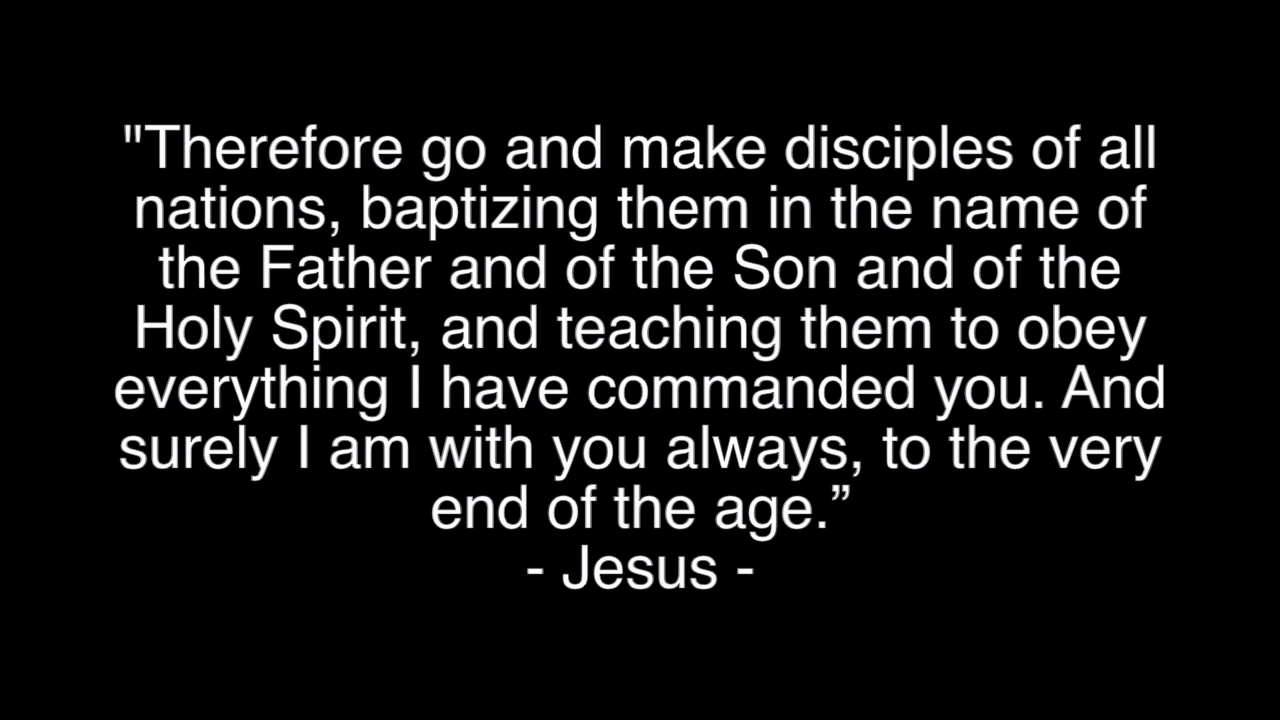 "Therefore go and make disciples of all
nations, baptizing them in the name of
the Father and of the Son and of the
Holy Spirit, and teaching them to obey
everything I have commanded you. And
surely I am with you always, to the very
end of the age.”
- Jesus -